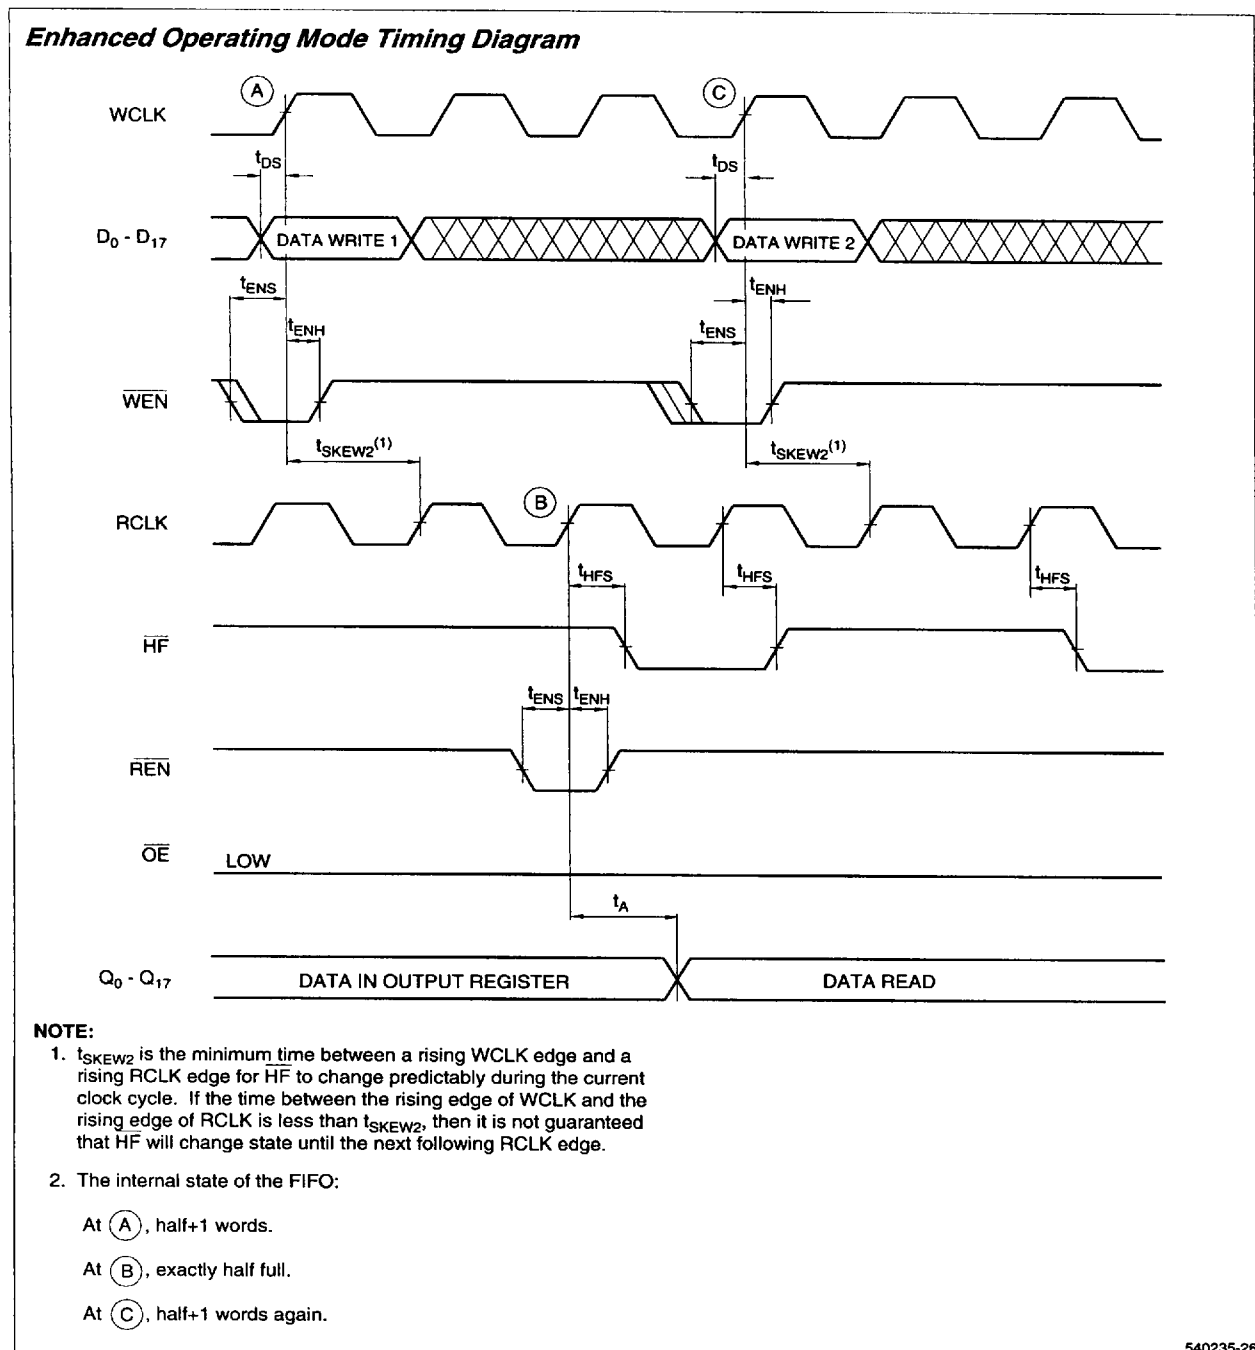 Enhanced Operating Mode Timing Diagram
A
C
WCLK
tDS
tDS
D0 - D17
DATA WRITE 1
DATA WRITE 2
tENS
tENH
tENH
tENS
WEN
tSKEW2(1)
tSKEW2(1)
B
RCLK
tHFS
tHFS
tHFS
HF
tENS
tENH
REN
OE
LOW
tA
Q0 - Q17
DATA IN OUTPUT REGISTER
DATA READ
NOTE:
1. tSKEW2 is the minimum time between a rising WCLK edge and a
rising RCLK edge for HF to change predictably during the current
clock cycle. If the time between the rising edge of WCLK and the
rising edge of RCLK is less than tSKEW2, then it is not guaranteed
that HF will change state until the next following RCLK edge.
2. The internal state of the FIFO:
At A, half+1 words.
At B, exactly half full.
At C, half+1 words again.
540235-26